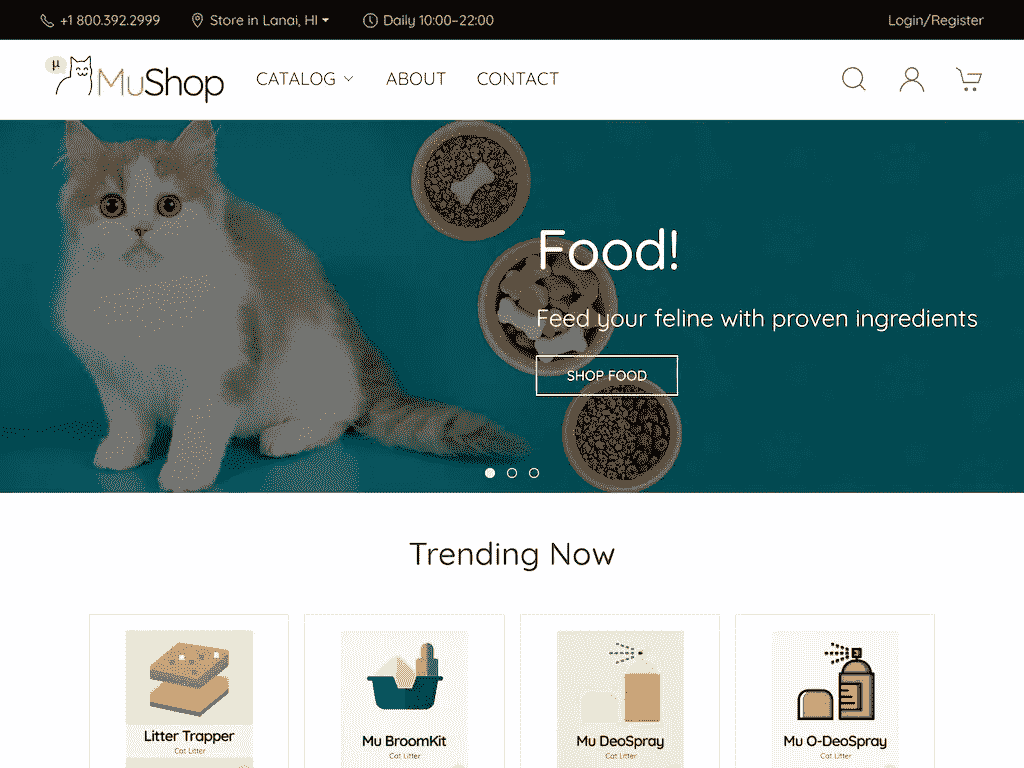 +1 800.392.2999
Store in Lanai, HI
Daily 10:00–22:00
Login/Register
μ
MuShop
CATALOG
ABOUT
CONTACT
Food!
Feed your feline with proven ingredients
SHOP FOOD
Trending Now
Litter Trapper
Cat Litter
Mu BroomKit
Cat Litter
Mu DeoSpray
Cat Litter
Mu O-DeoSpray
Cat Litter